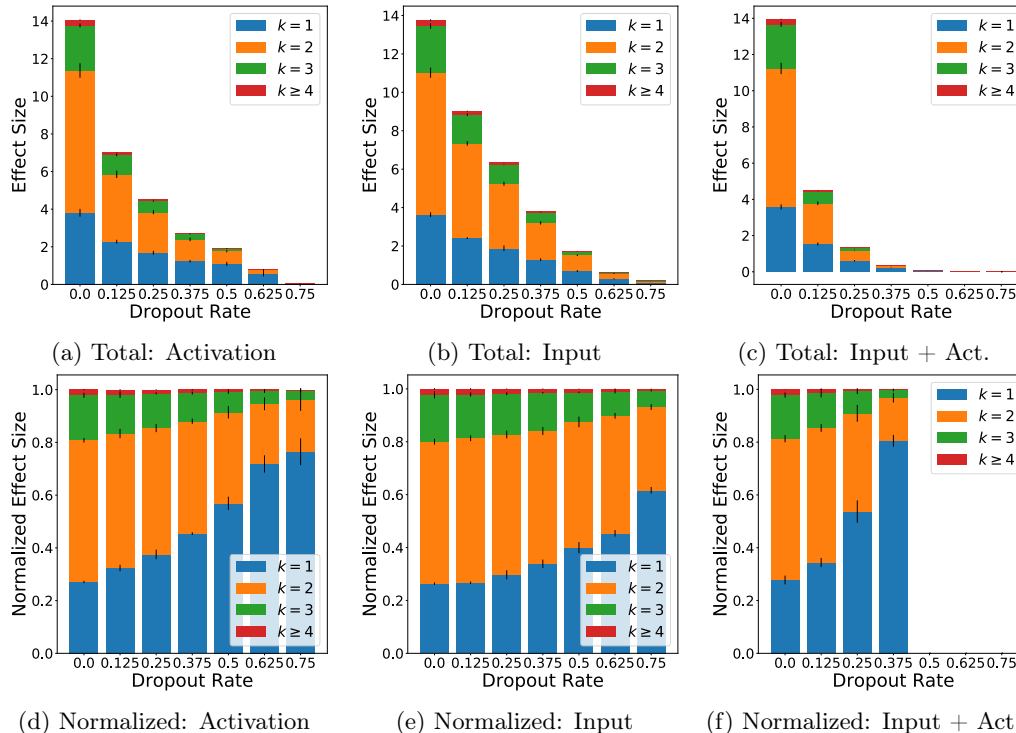 14
12
10
8
6
4
2
0
Effect Size
k = 1
k = 2
k = 3
k ≥ 4
0.0 0.125 0.25 0.375 0.5 0.625 0.75
Dropout Rate
(a) Total: Activation
14
12
10
8
6
4
2
0
Effect Size
k = 1
k = 2
k = 3
k ≥ 4
0.0 0.125 0.25 0.375 0.5 0.625 0.75
Dropout Rate
(b) Total: Input
14
12
10
8
6
4
2
0
Effect Size
k = 1
k = 2
k = 3
k ≥ 4
0.0 0.125 0.25 0.375 0.5 0.625 0.75
Dropout Rate
(c) Total: Input + Act.
1.0
0.8
0.6
0.4
0.2
0.0
Normalized Effect Size
k = 1
k = 2
k = 3
k ≥ 4
0.0 0.125 0.25 0.375 0.5 0.625 0.75
Dropout Rate
(d) Normalized: Activation
1.0
0.8
0.6
0.4
0.2
0.0
Normalized Effect Size
k = 1
k = 2
k = 3
k ≥ 4
0.0 0.125 0.25 0.375 0.5 0.625 0.75
Dropout Rate
(e) Normalized: Input
1.0
0.8
0.6
0.4
0.2
0.0
Normalized Effect Size
k = 1
k = 2
k = 3
k ≥ 4
0.0 0.125 0.25 0.375 0.5 0.625 0.75
Dropout Rate
(f) Normalized: Input + Act